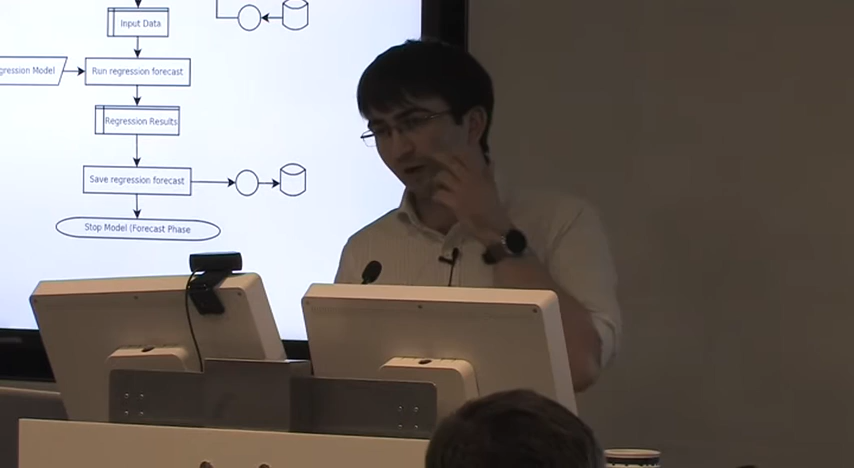 Input Data
gression Model
Run regression forecast
Regression Results
Save regression forecast
Stop Model (Forecast Phase